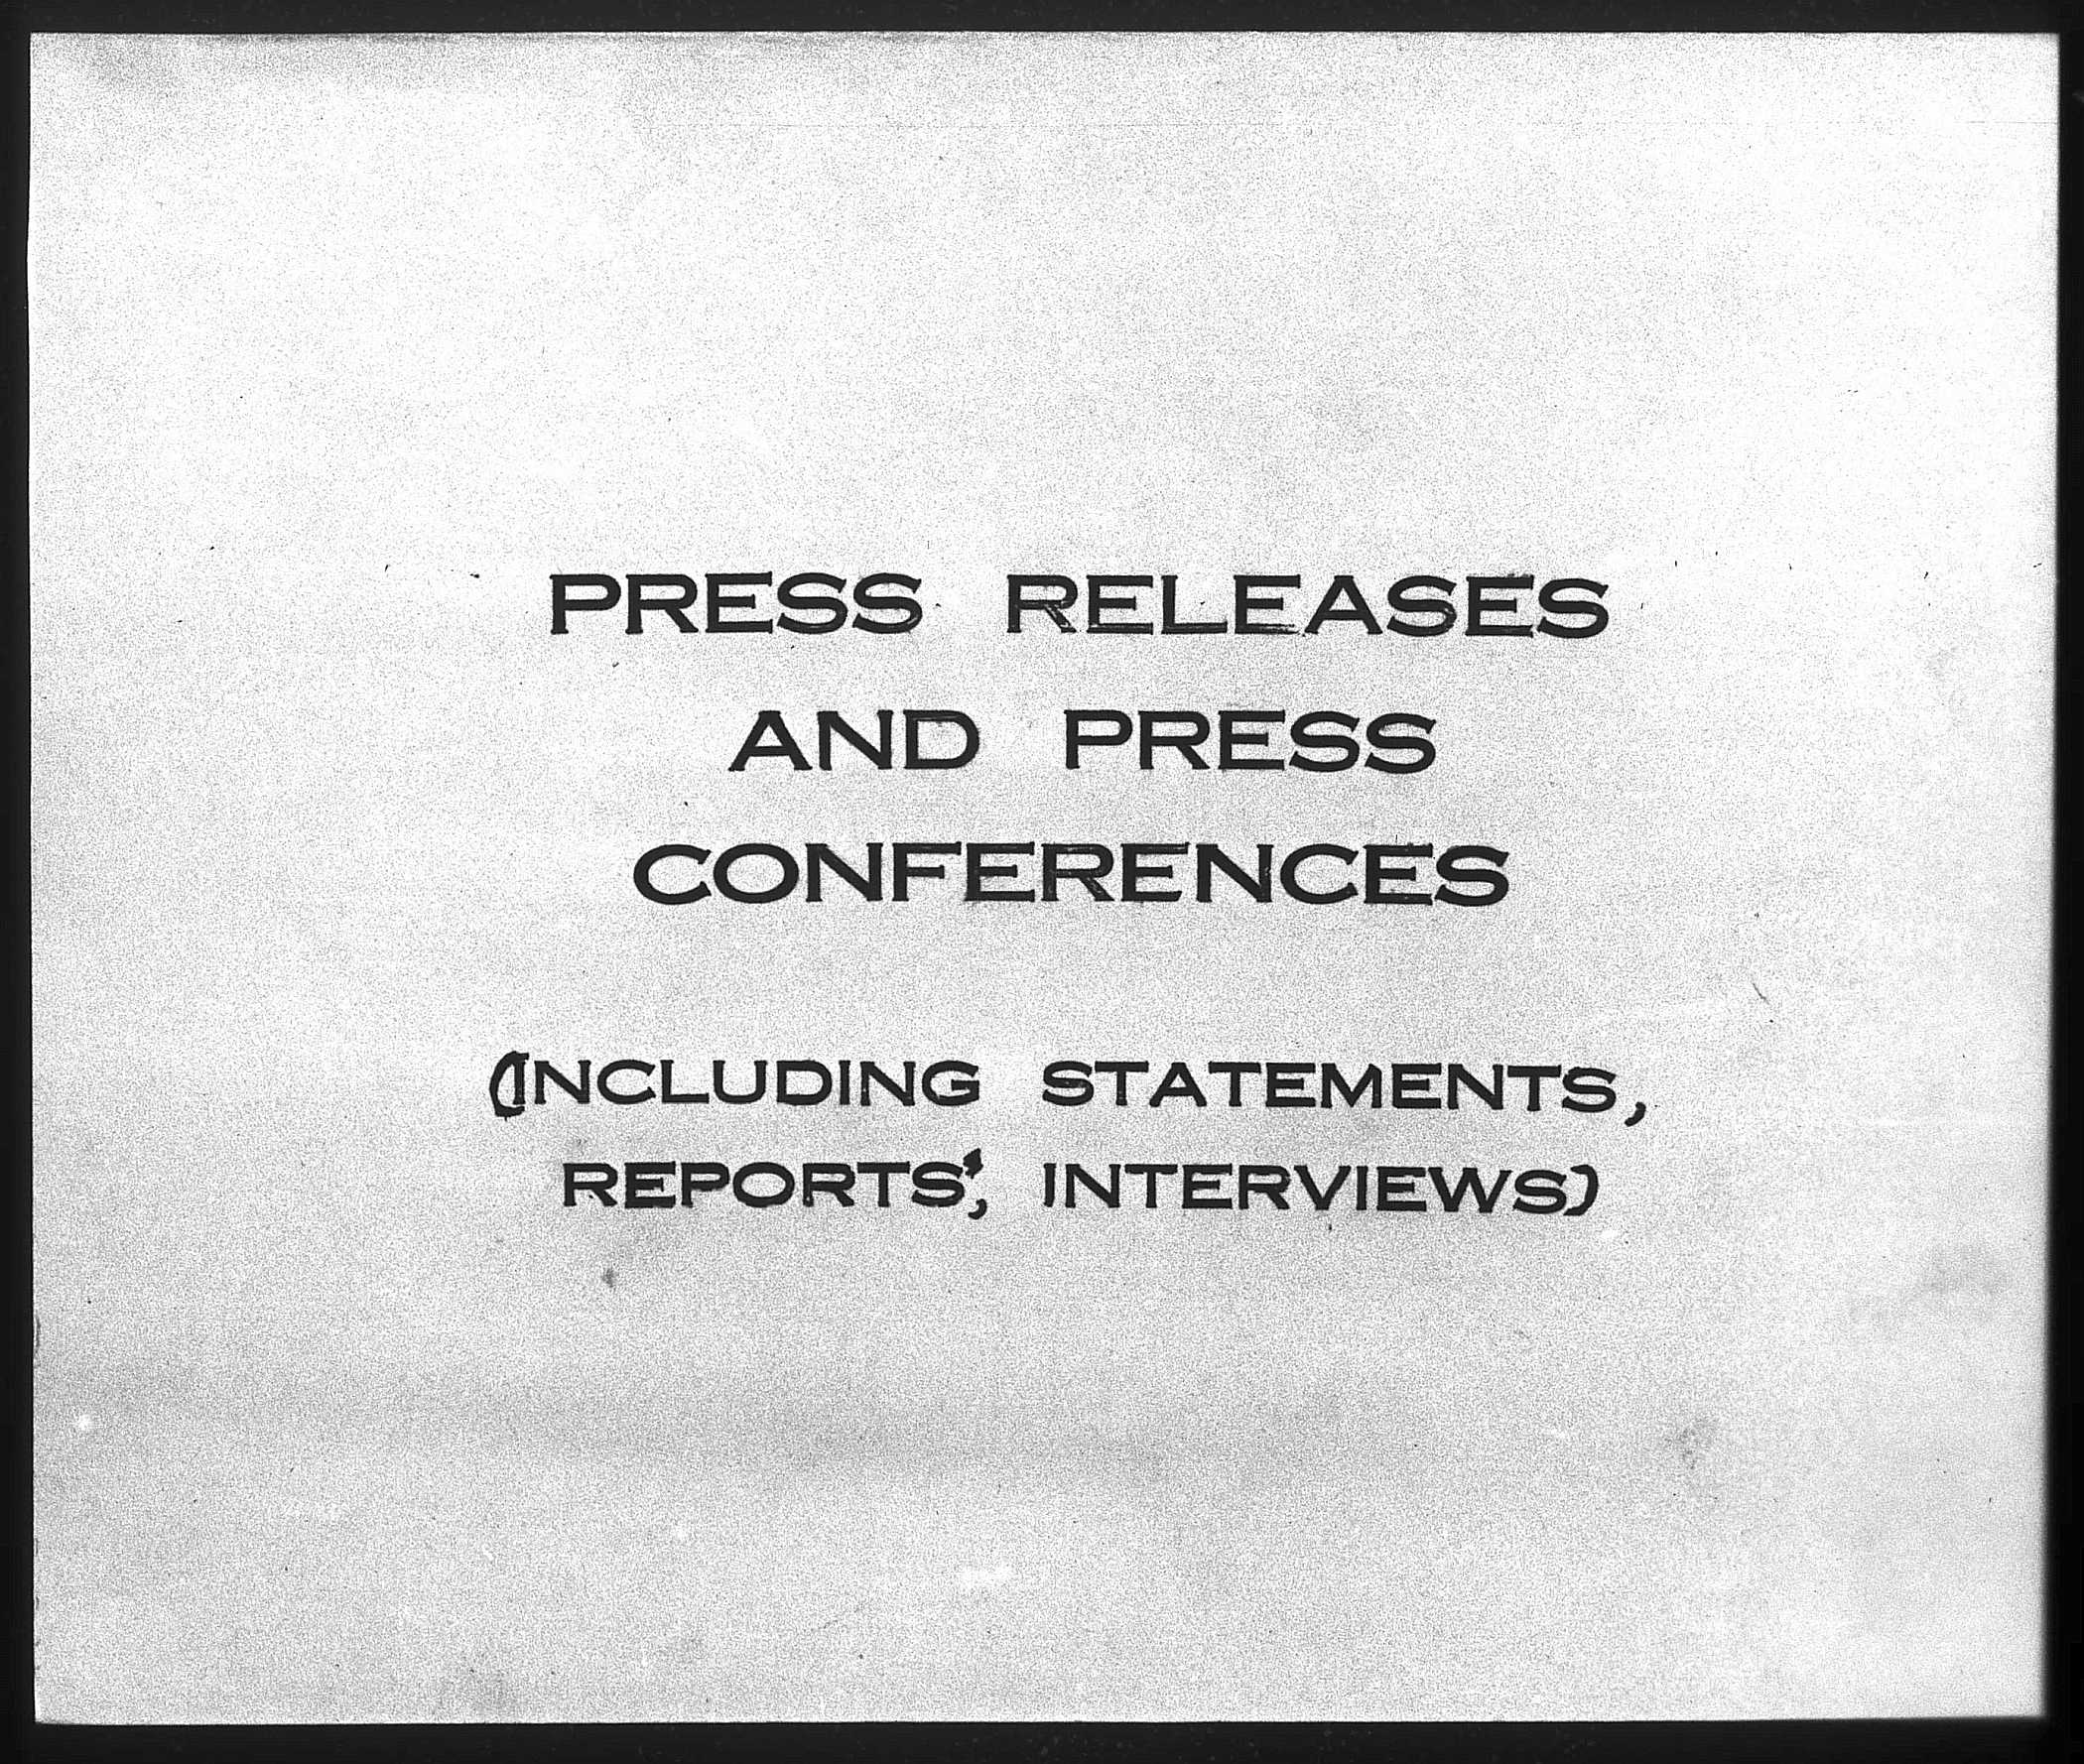 PRESS RELEASES
AND PRESS
CONFERENCES
(INCLUDING STATEMENTS,
REPORTS', INTERVIEWS)